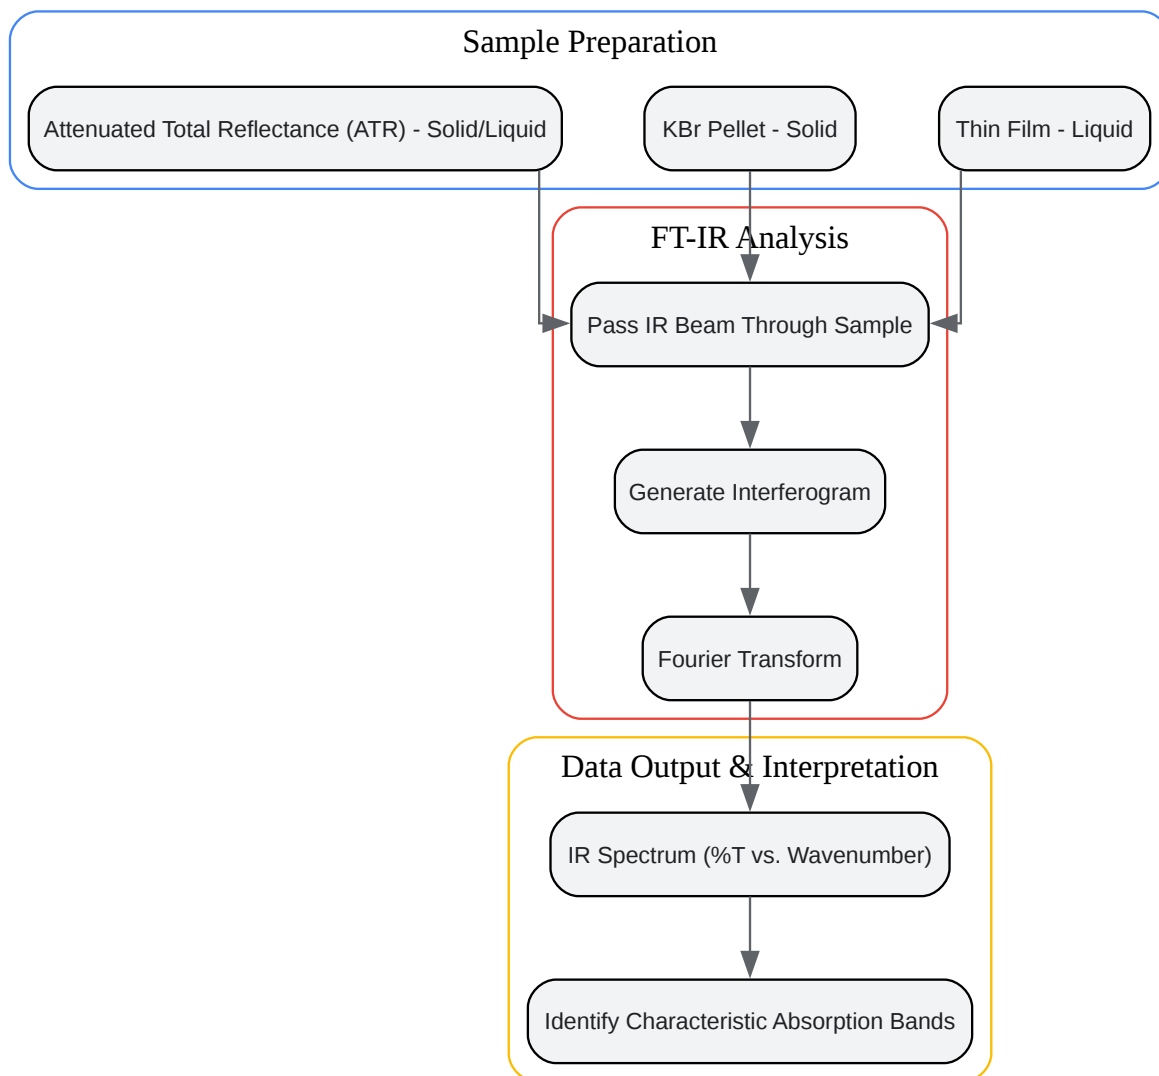 Sample Preparation
Attenuated Total Reflectance (ATR) - Solid/Liquid
KBr Pellet - Solid
Thin Film - Liquid
FT-IR Analysis
Pass IR Beam Through Sample
Generate Interferogram
Fourier Transform
Data Output & Interpretation
IR Spectrum (%T vs. Wavenumber)
Identify Characteristic Absorption Bands